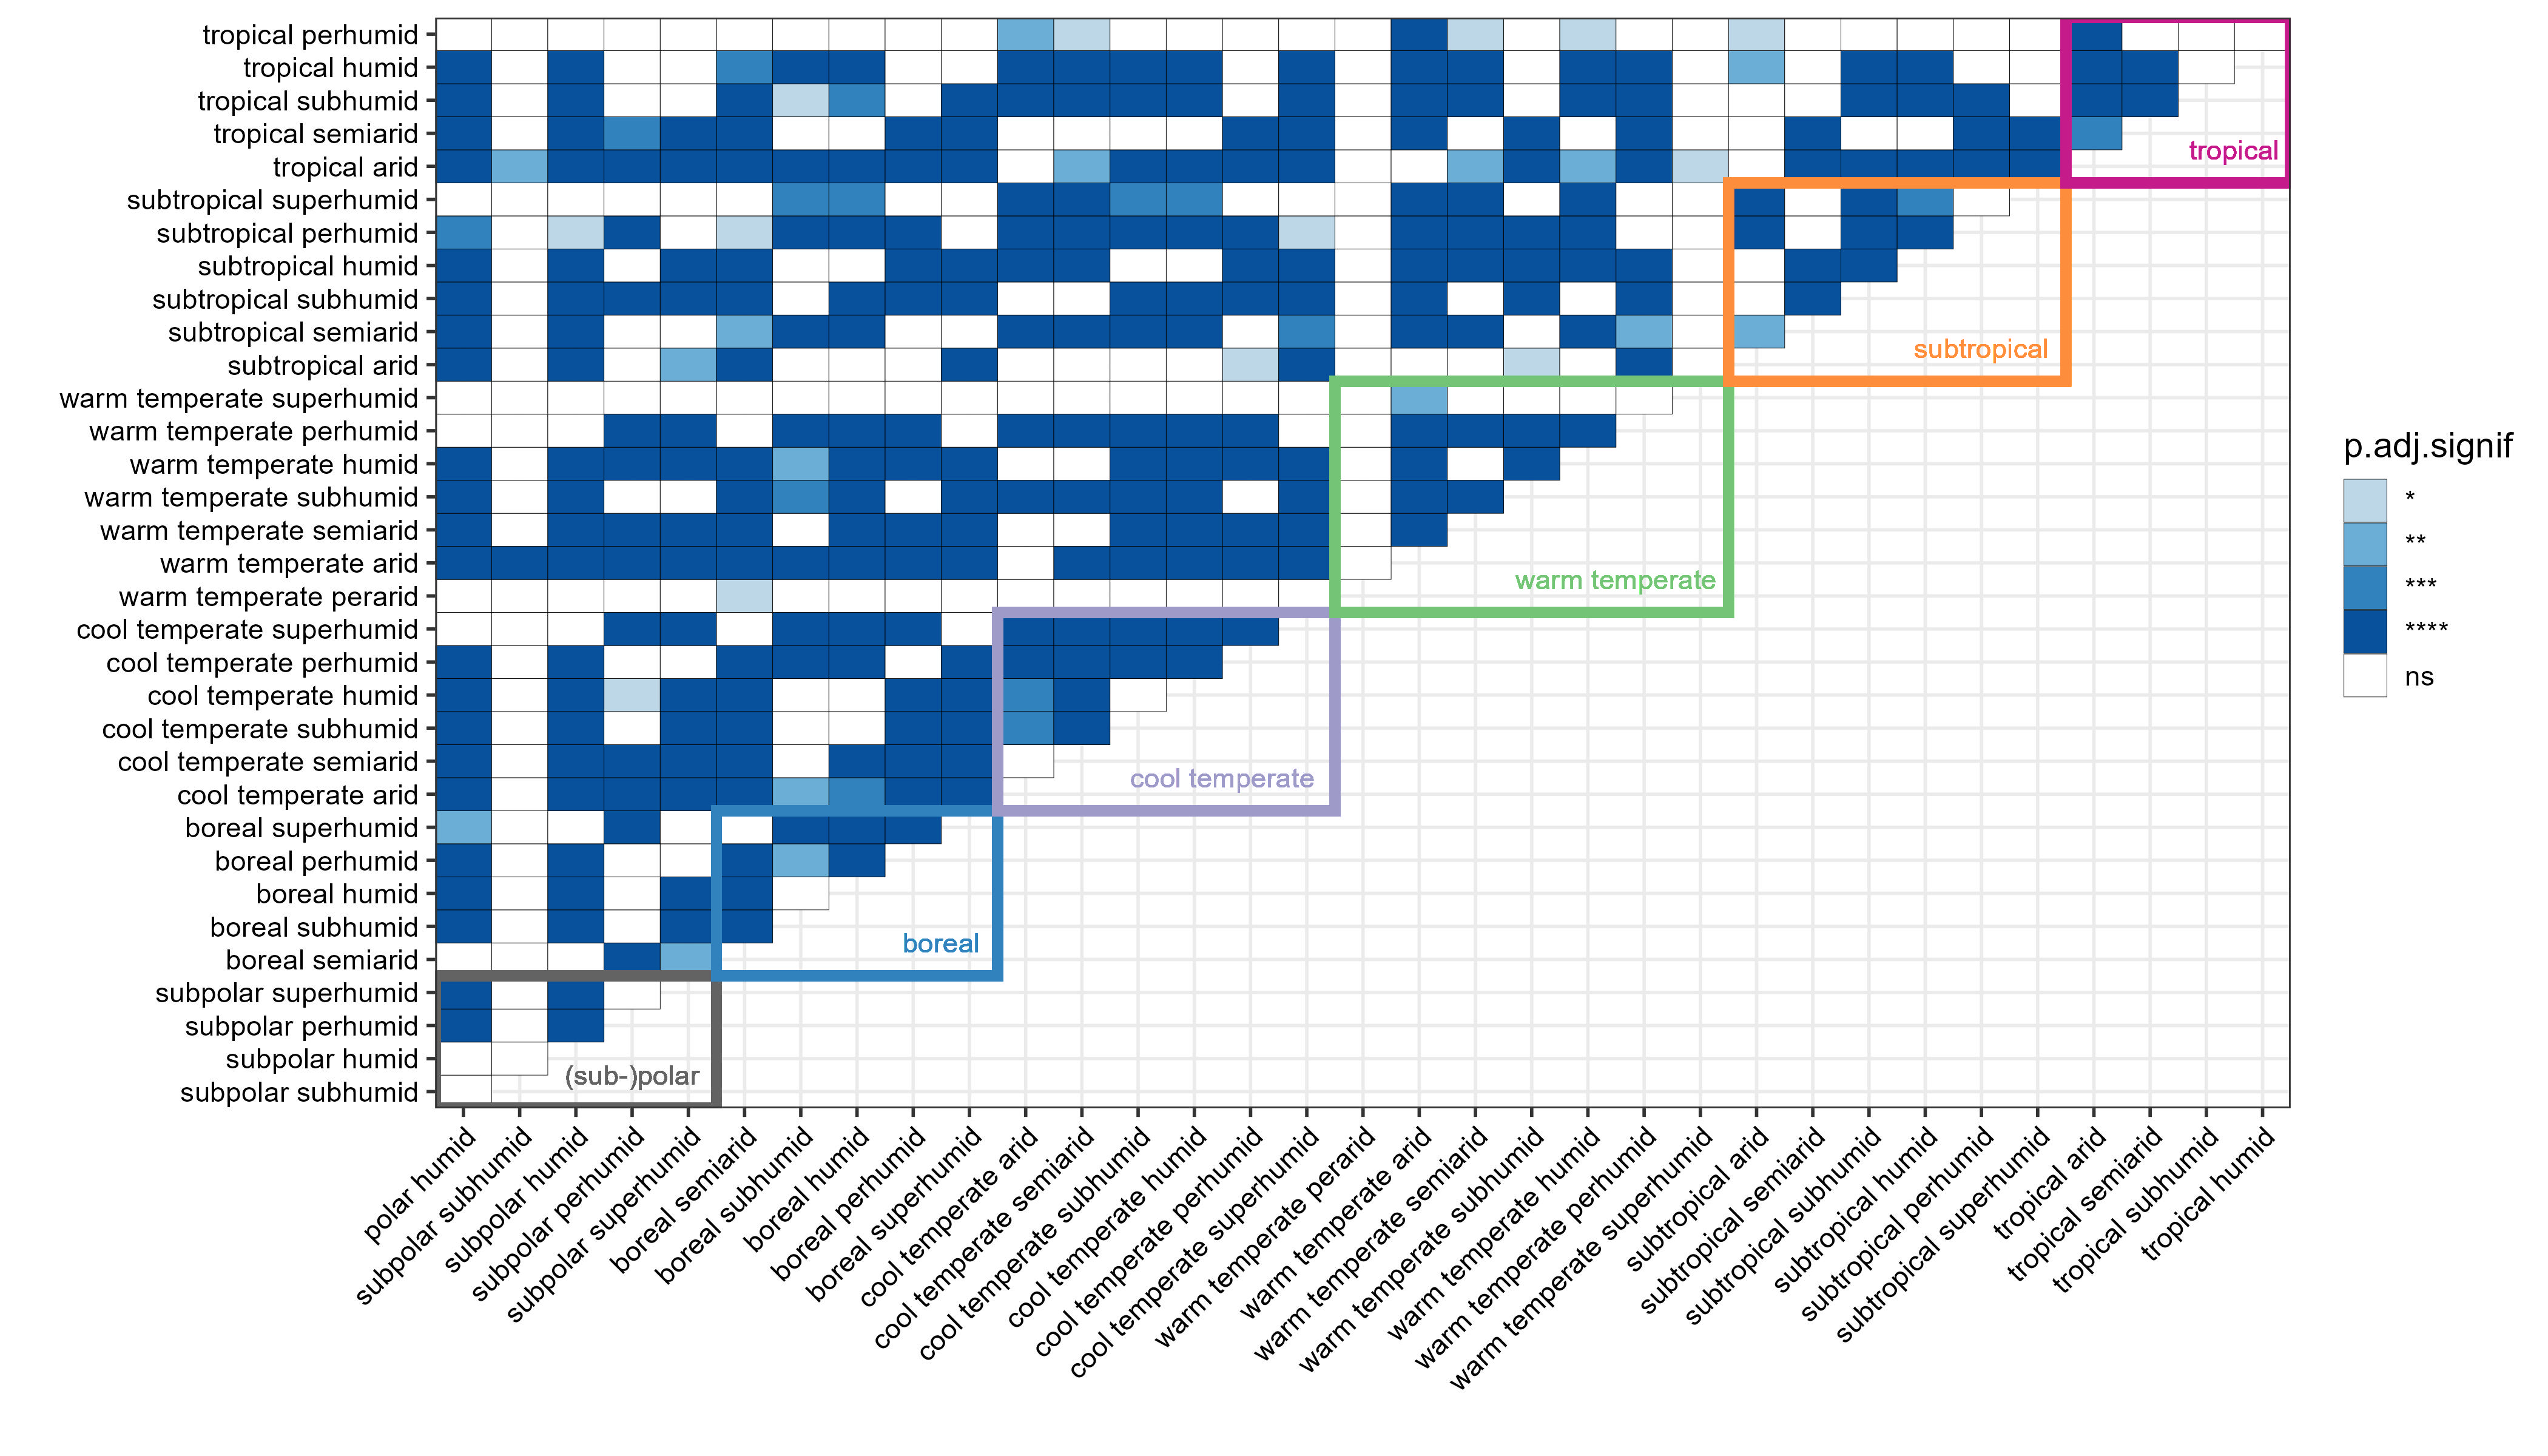 tropical perhumid
tropical humid
tropical subhumid
tropical semiarid
tropical arid
subtropical superhumid
subtropical perhumid
subtropical humid
subtropical subhumid
subtropical semiarid
subtropical arid
warm temperate superhumid
warm temperate perhumid
warm temperate humid
warm temperate subhumid
warm temperate semiarid
warm temperate arid
warm temperate perarid
cool temperate superhumid
cool temperate perhumid
cool temperate humid
cool temperate subhumid
cool temperate semiarid
cool temperate arid
boreal superhumid
boreal perhumid
boreal humid
boreal subhumid
boreal semiarid
subpolar superhumid
subpolar perhumid
subpolar humid
subpolar subhumid
tropical
subtropical
warm temperate
cool temperate
boreal
(sub-)polar
polar humid
subpolar subhumid
subpolar humid
subpolar perhumid
subpolar superhumid
boreal semiarid
boreal subhumid
boreal humid
boreal perhumid
boreal superhumid
cool temperate arid
cool temperate semiarid
cool temperate subhumid
cool temperate humid
cool temperate perhumid
cool temperate superhumid
warm temperate perarid
warm temperate arid
warm temperate semiarid
warm temperate subhumid
warm temperate humid
warm temperate perhumid
warm temperate superhumid
subtropical arid
subtropical semiarid
subtropical subhumid
subtropical humid
subtropical perhumid
subtropical superhumid
tropical arid
tropical semiarid
tropical subhumid
tropical humid
p.adj.signif
*
**
***
****
ns